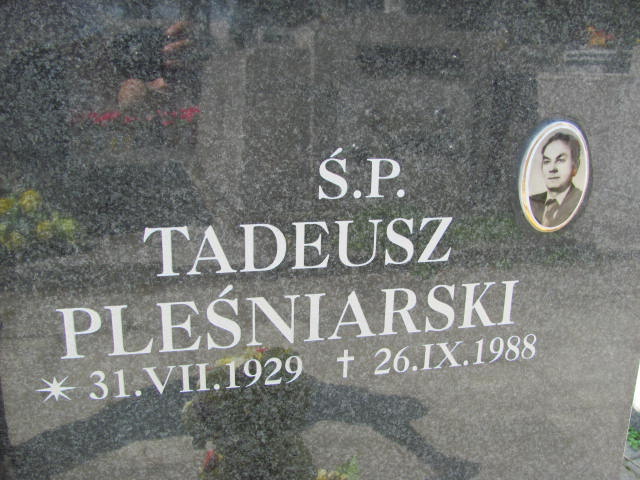 Ś.P.
TADEUSZ
PLEŚNIARSKI
✴ 31.VII.1929 ✝ 26.IX.1988